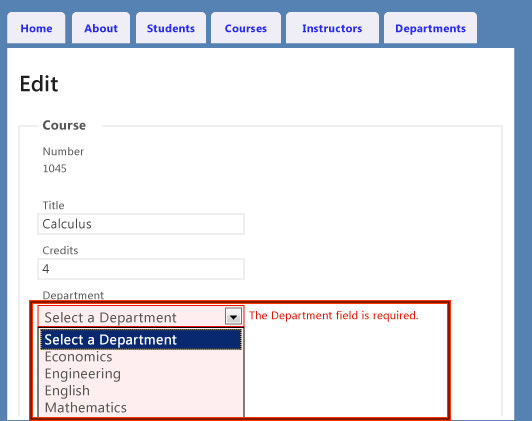 Home About Students Courses Instructors Departments
Edit
Course
Number
1045
Title
Calculus
Credits
4
Department
Select a Department The Department field is required.
Select a Department
Economics
Engineering
English
Mathematics